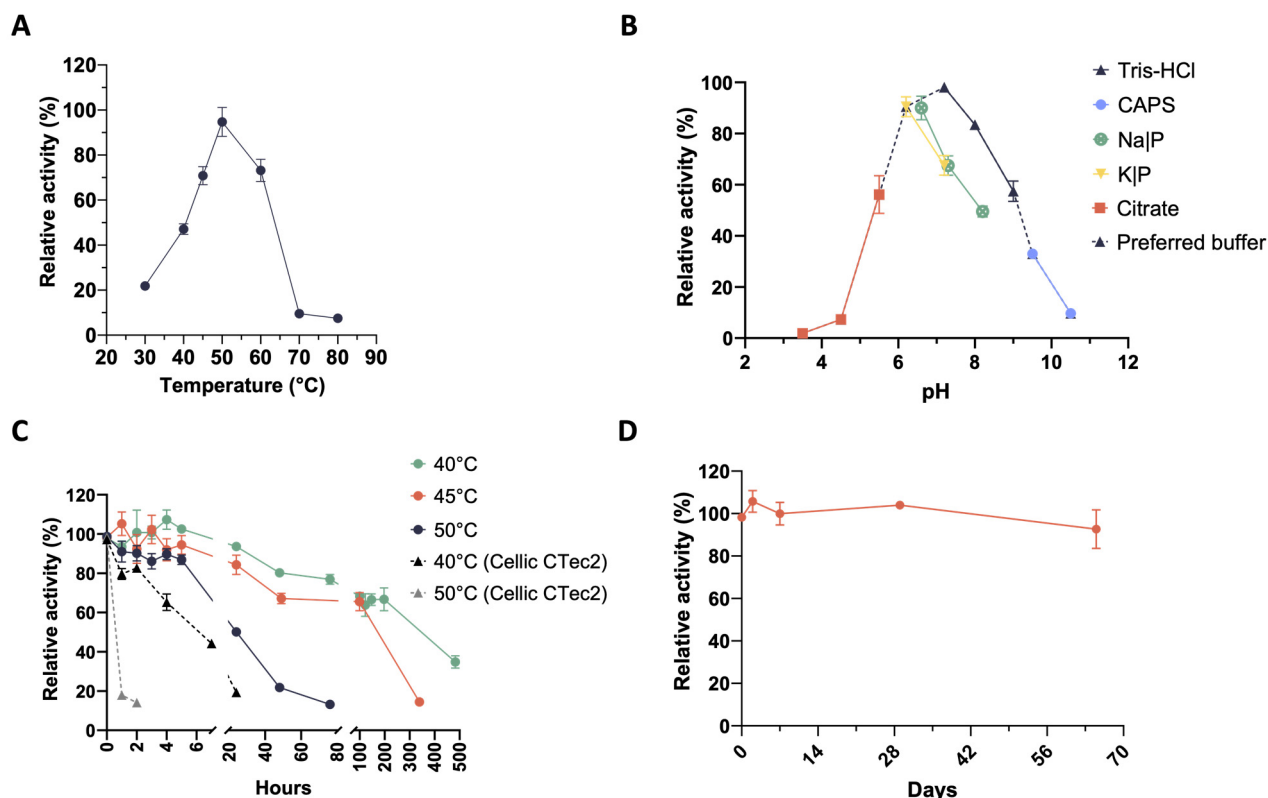 A
Relative activity (%)
120
100
80
60
40
20
0
20 30 40 50 60 70 80 90
Temperature (°C)
B
Relative activity (%)
100
80
60
40
20
0
2 4 6 8 10 12
pH
Tris-HCl
CAPS
Na|P
K|P
Citrate
Preferred buffer
C
Relative activity (%)
120
100
80
60
40
20
0
0 2 4 6 20 40 60 80 100 200 300 400 500
Hours
40°C
45°C
50°C
40°C (Cellic CTec2)
50°C (Cellic CTec2)
D
Relative activity (%)
120
100
80
60
40
20
0
0 14 28 42 56 70
Days